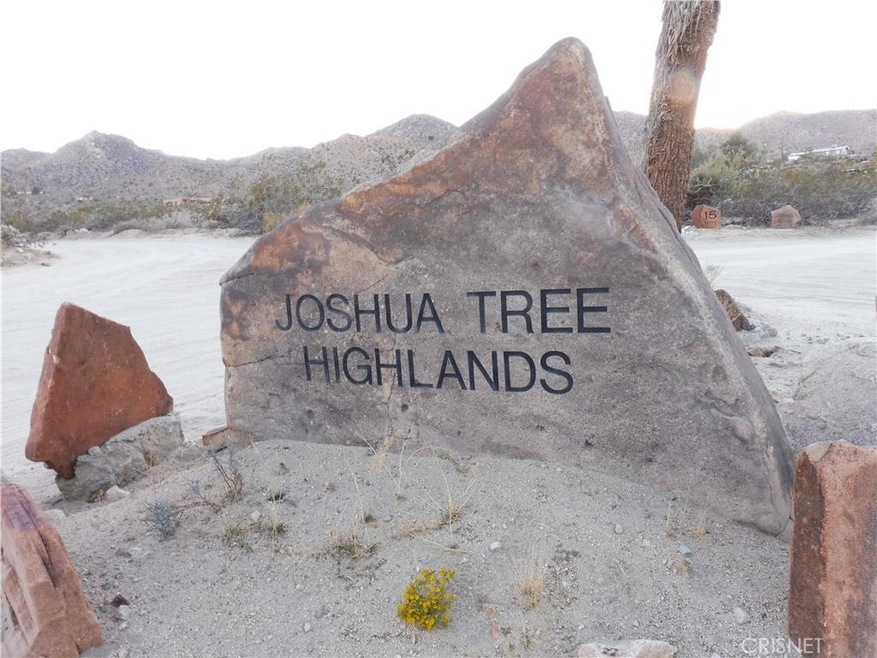 15
JOSHUA TREE
HIGHLANDS
CRISNET